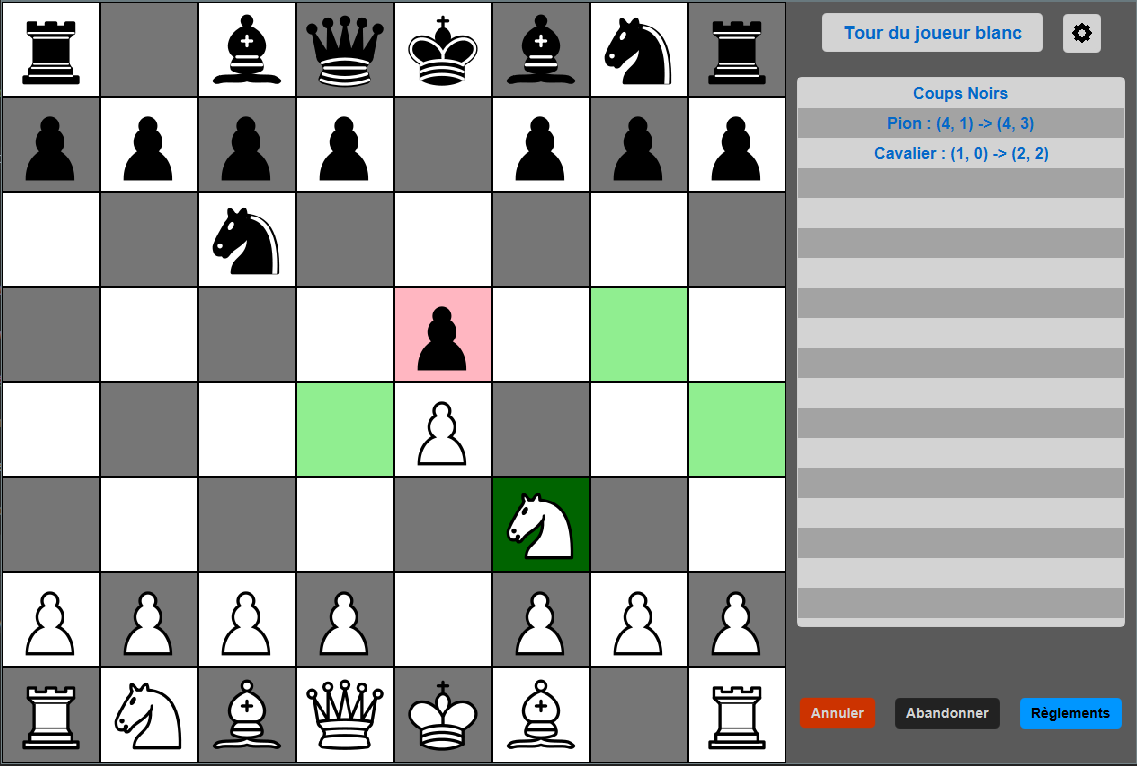 Tour du joueur blanc
Coups Noirs
Pion : (4, 1) -> (4, 3)
Cavalier : (1, 0) -> (2, 2)
Annuler
Abandonner
Règlements